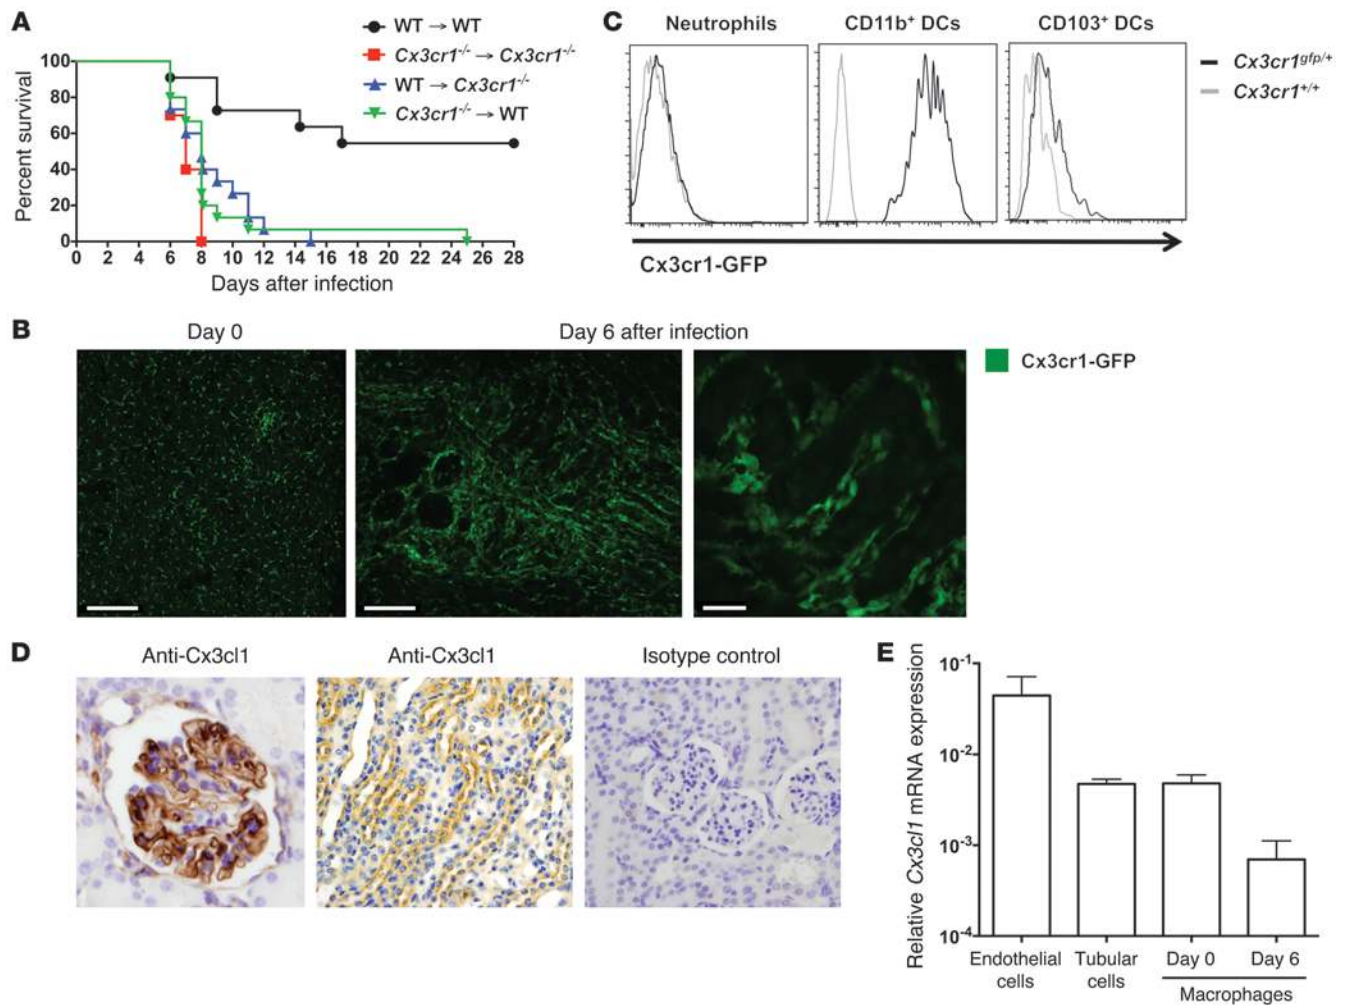 A
WT → WT
Cx3cr1-/- → Cx3cr1-/-
WT → Cx3cr1-/-
Cx3cr1-/- → WT
Percent survival
100
80
60
40
20
0
0 2 4 6 8 10 12 14 16 18 20 22 24 26 28
Days after infection
C
Neutrophils CD11b+ DCs CD103+ DCs
Cx3cr1gfp/+
Cx3cr1+/+
Cx3cr1-GFP
B
Day 0 Day 6 after infection
Cx3cr1-GFP
D
Anti-Cx3cl1 Anti-Cx3cl1 Isotype control
E
Relative Cx3cl1 mRNA expression
10-1
10-2
10-3
10-4
Endothelial Tubular Day 0 Day 6
cells cells
Macrophages